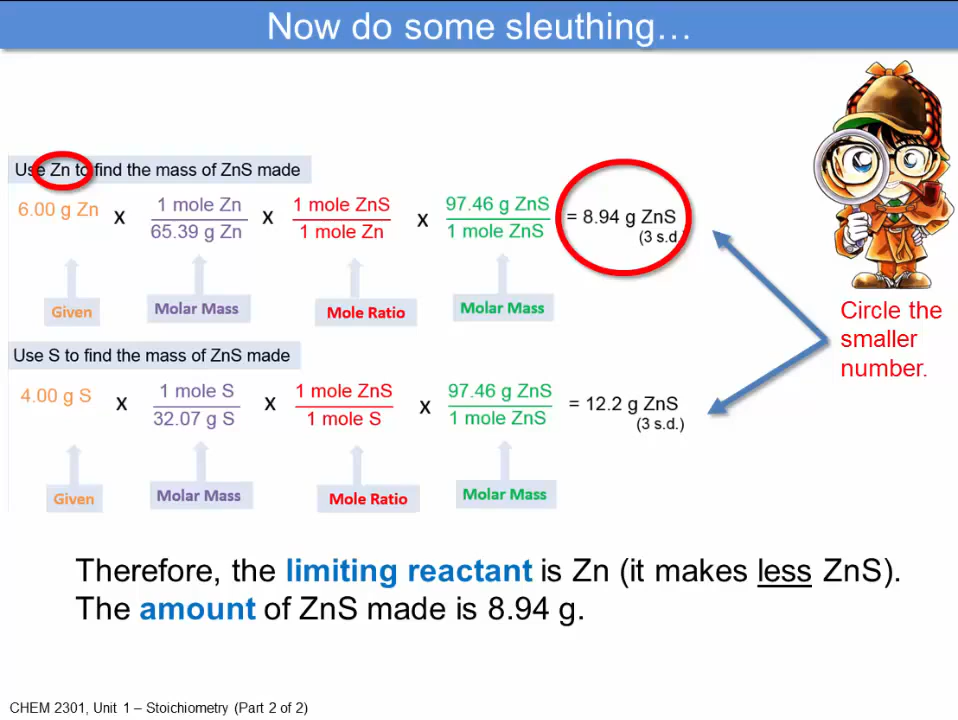 Now do some sleuthing…
Use Zn to find the mass of ZnS made
6.00 g Zn x 1 mole Zn / 65.39 g Zn x 1 mole ZnS / 1 mole Zn x 97.46 g ZnS / 1 mole ZnS = 8.94 g ZnS
(3 s.d.)
Given Molar Mass Mole Ratio Molar Mass
Circle the
smaller
number.
Use S to find the mass of ZnS made
4.00 g S x 1 mole S / 32.07 g S x 1 mole ZnS / 1 mole S x 97.46 g ZnS / 1 mole ZnS = 12.2 g ZnS
(3 s.d.)
Given Molar Mass Mole Ratio Molar Mass
Therefore, the limiting reactant is Zn (it makes less ZnS).
The amount of ZnS made is 8.94 g.
CHEM 2301, Unit 1 – Stoichiometry (Part 2 of 2)